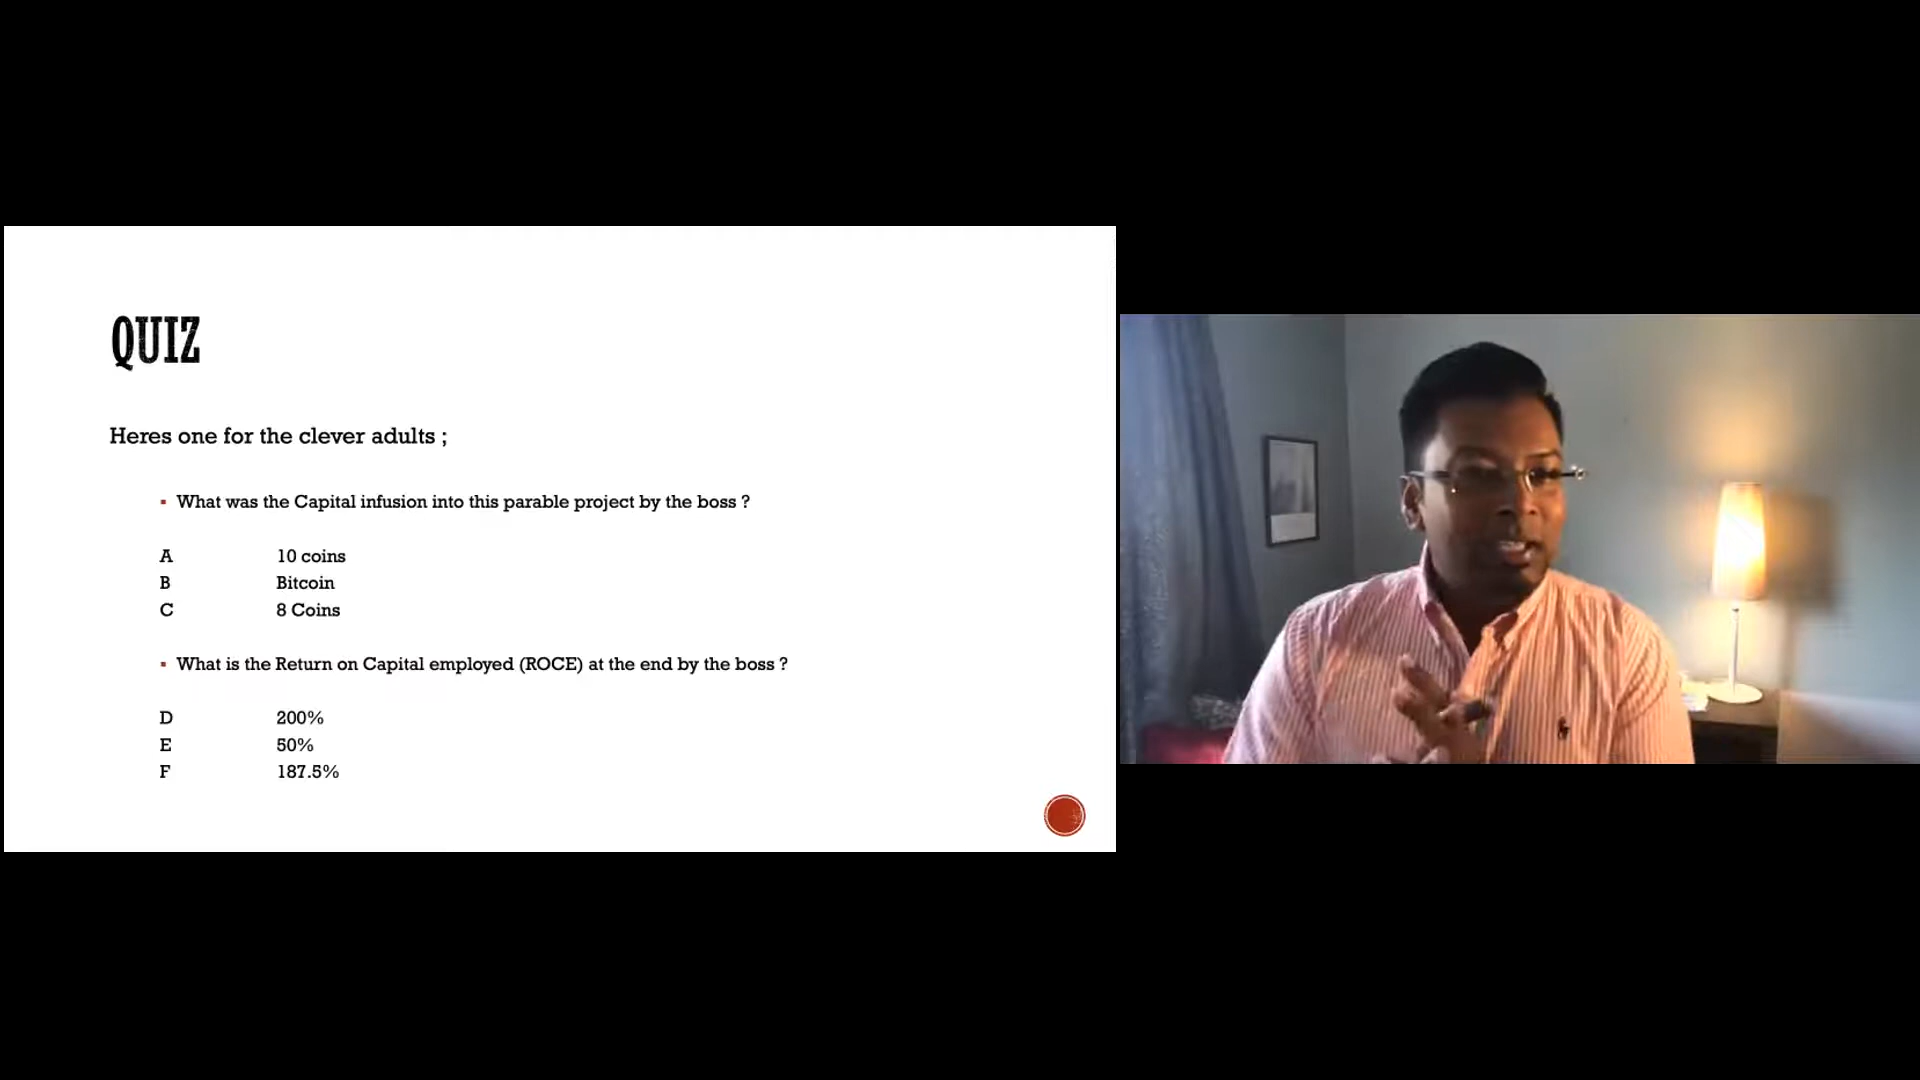 QUIZ
Heres one for the clever adults ;
▪ What was the Capital infusion into this parable project by the boss ?
A 10 coins
B Bitcoin
C 8 Coins
▪ What is the Return on Capital employed (ROCE) at the end by the boss ?
D 200%
E 50%
F 187.5%